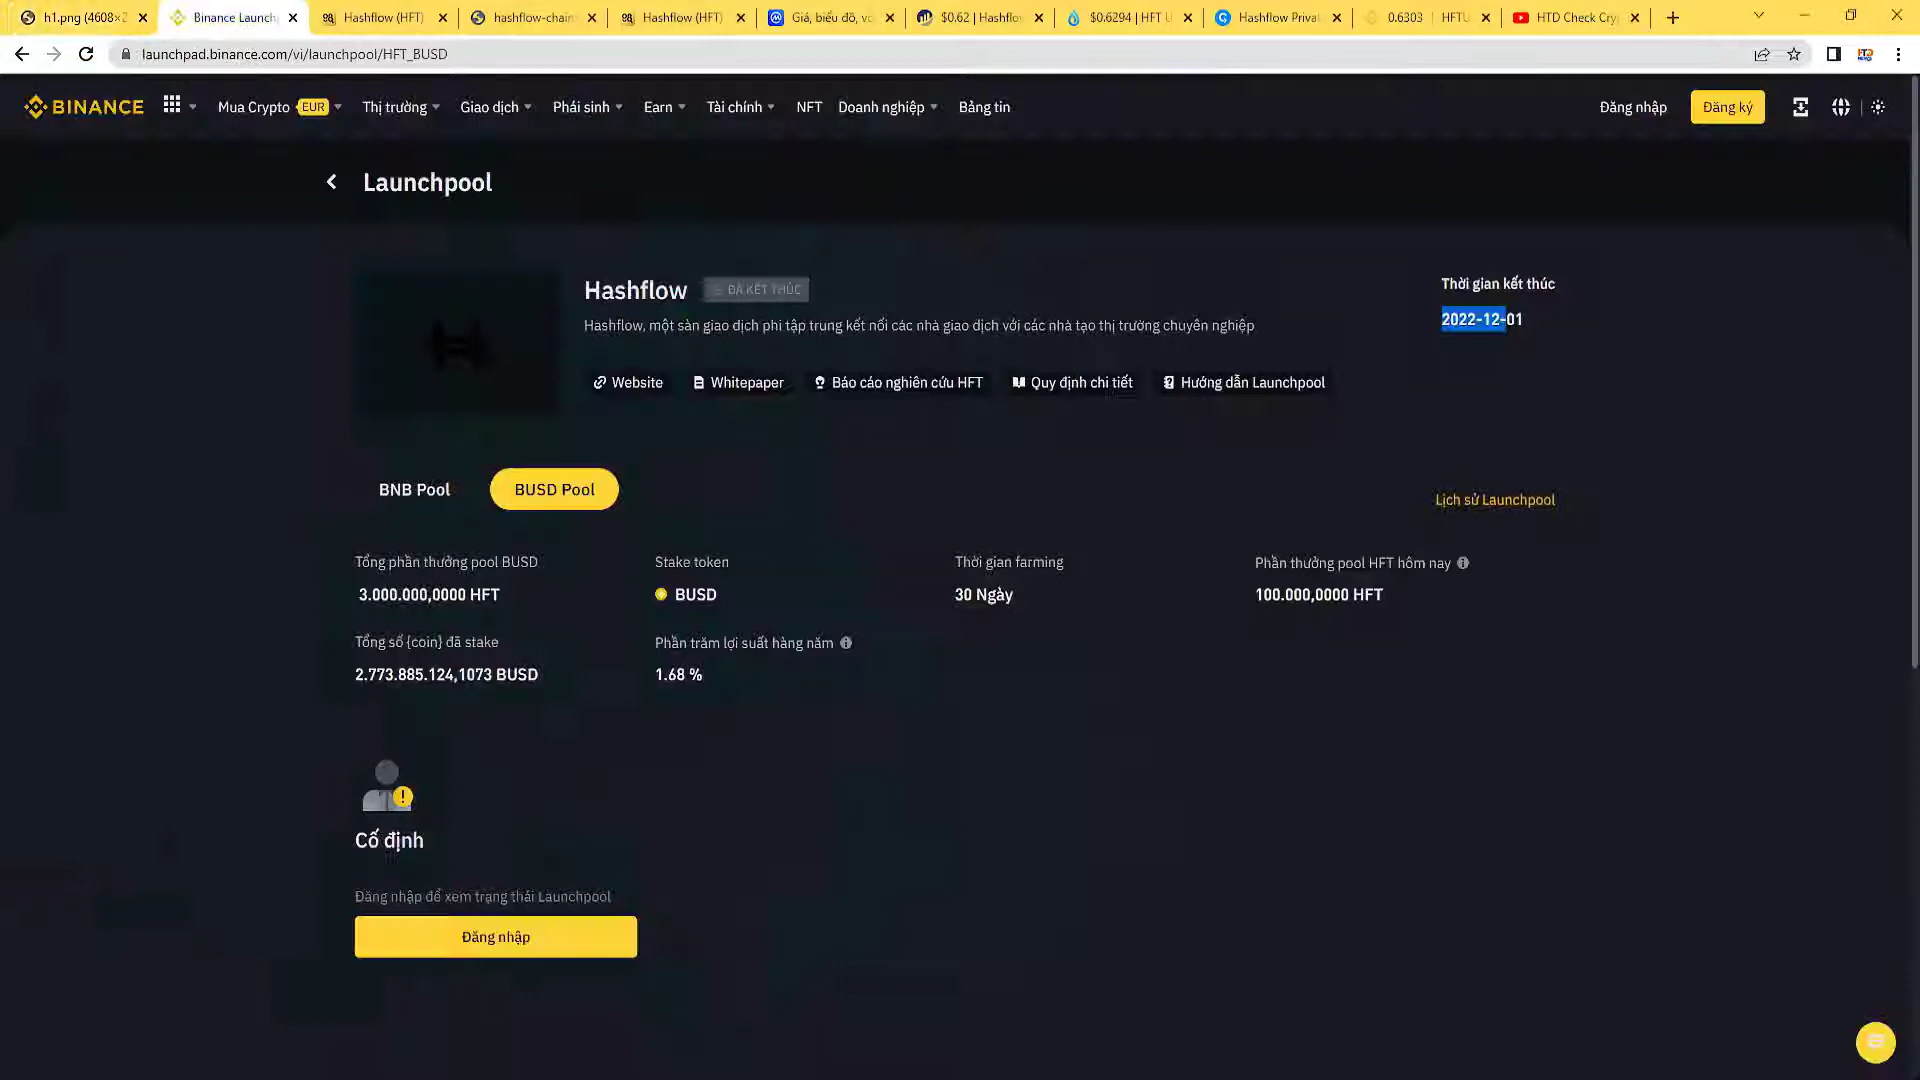 h1.png (4608×2
Binance Launch
Hashflow (HFT)
hashflow-chain
Hashflow (HFT)
Giá, biểu đồ, vố
$0.62 | Hashflow
$0.6294 | HFT U
Hashflow Privat
0.6303 | HFTU
HTD Check Cry
launchpad.binance.com/vi/launchpool/HFT_BUSD
BINANCE
Mua Crypto EUR
Thị trường
Giao dịch
Phái sinh
Earn
Tài chính
NFT
Doanh nghiệp
Bảng tin
Đăng nhập
Đăng ký
Launchpool
Hashflow
ĐÃ KẾT THÚC
Thời gian kết thúc
Hashflow, một sàn giao dịch phi tập trung kết nối các nhà giao dịch với các nhà tạo thị trường chuyên nghiệp
2022-12-01
Website
Whitepaper
Báo cáo nghiên cứu HFT
Quy định chi tiết
Hướng dẫn Launchpool
BNB Pool
BUSD Pool
Lịch sử Launchpool
Tổng phần thưởng pool BUSD
Stake token
Thời gian farming
Phần thưởng pool HFT hôm nay
3.000.000,0000 HFT
BUSD
30 Ngày
100.000,0000 HFT
Tổng số {coin} đã stake
Phần trăm lợi suất hàng năm
2.773.885.124,1073 BUSD
1.68 %
Cố định
Đăng nhập để xem trạng thái Launchpool
Đăng nhập